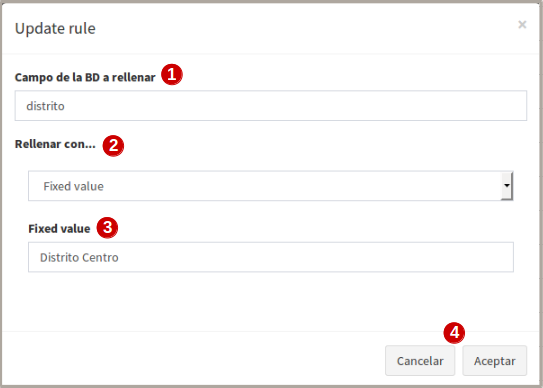 Update rule ×
Campo de la BD a rellenar 1
distrito
Rellenar con... 2
Fixed value
Fixed value 3
Distrito Centro
4
Cancelar Aceptar